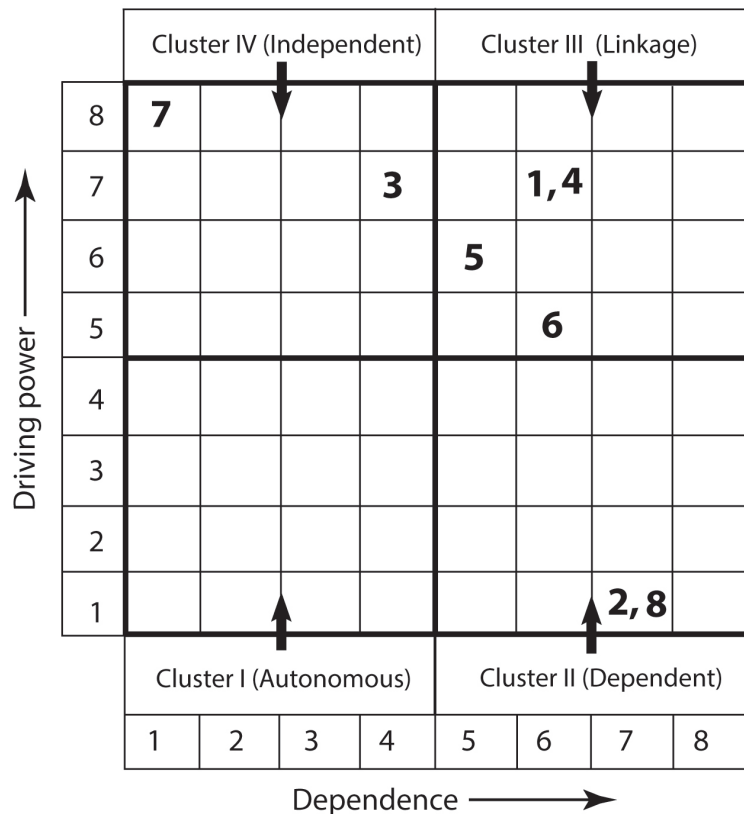 Cluster IV (Independent) Cluster III (Linkage)
8 7
7 3 1,4
6 5
5 6
4
3
2
1 2,8
Driving power
Cluster I (Autonomous) Cluster II (Dependent)
1 2 3 4 5 6 7 8
Dependence